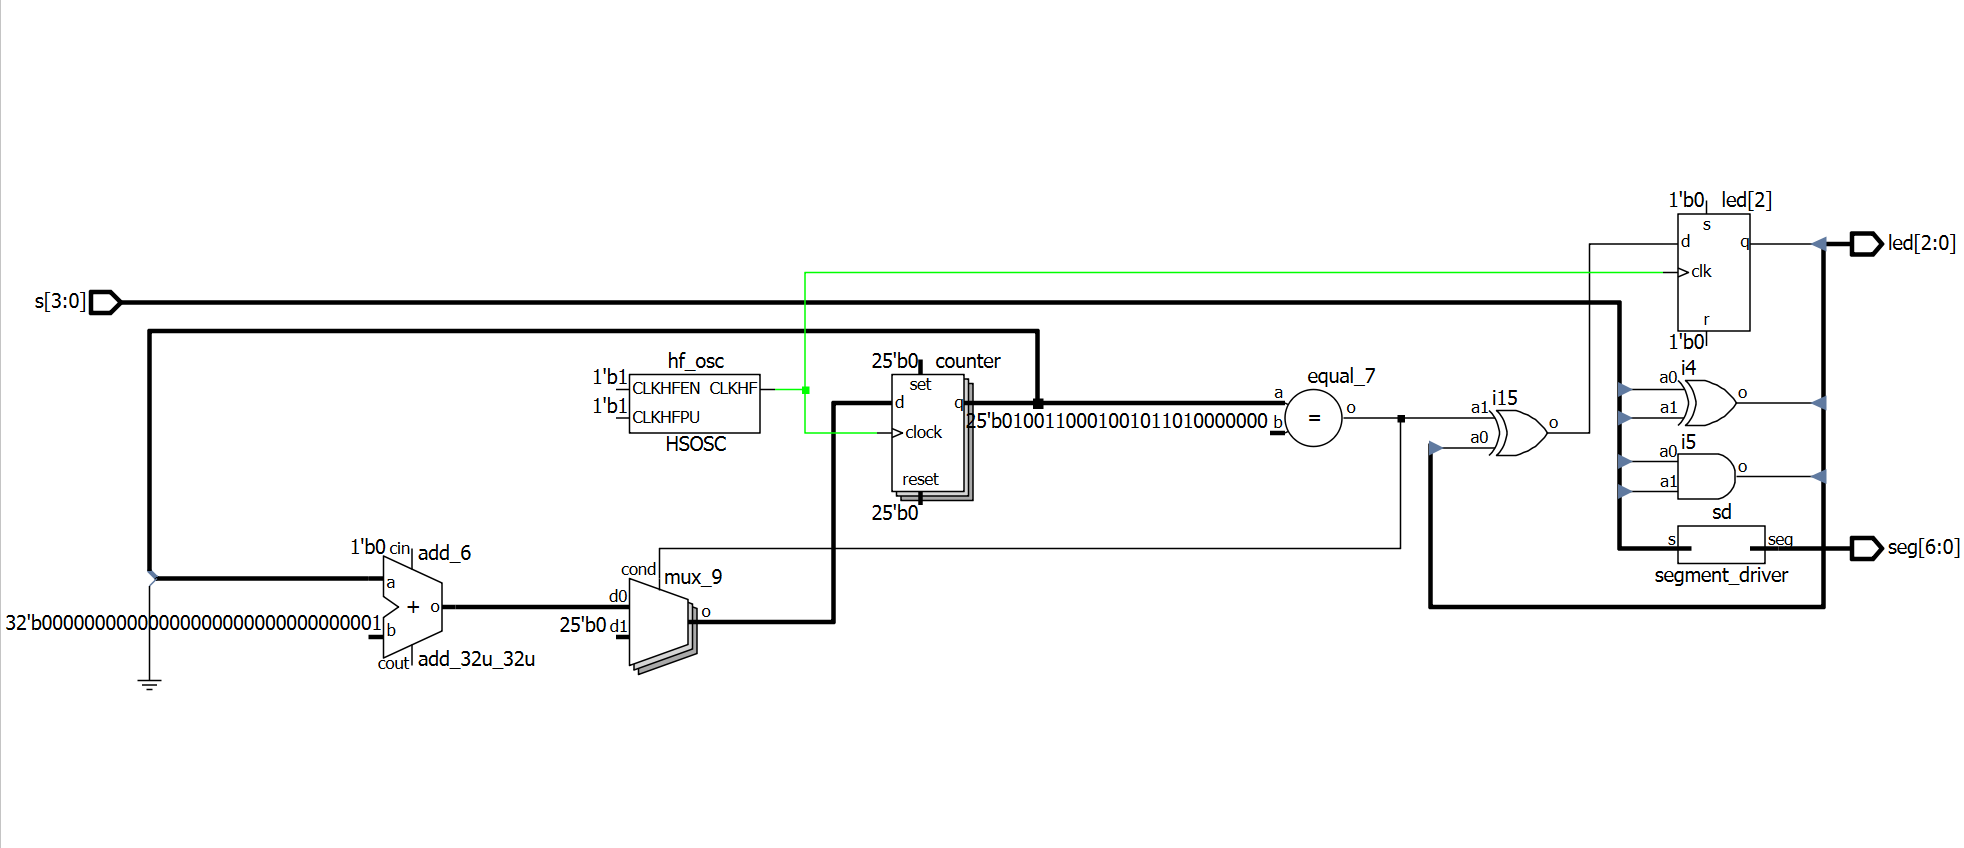 1'b0 led[2]
s
d q
clk
r
1'b0
led[2:0]
s[3:0]
hf_osc
1'b1 CLKHFEN CLKHF
1'b1 CLKHFPU
HSOSC
25'b0 counter
set
d q
clock
reset
25'b0
equal_7
a
25'b0100110001001011010000000 b
=
o
i15
a1
a0
o
i4
a0
a1
o
i5
a0
a1
o
sd
s seg
segment_driver
seg[6:0]
1'b0 cin add_6
a
+ o
b
cout add_32u_32u
cond mux_9
d0
25'b0 d1
o